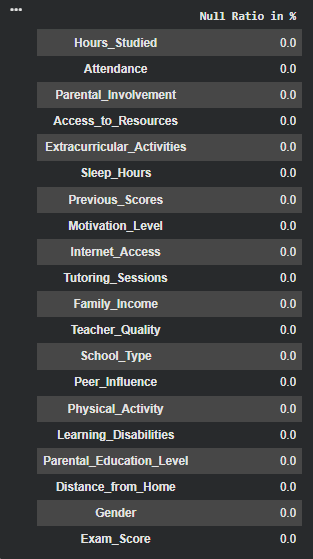 Null Ratio in %
Hours_Studied 0.0
Attendance 0.0
Parental_Involvement 0.0
Access_to_Resources 0.0
Extracurricular_Activities 0.0
Sleep_Hours 0.0
Previous_Scores 0.0
Motivation_Level 0.0
Internet_Access 0.0
Tutoring_Sessions 0.0
Family_Income 0.0
Teacher_Quality 0.0
School_Type 0.0
Peer_Influence 0.0
Physical_Activity 0.0
Learning_Disabilities 0.0
Parental_Education_Level 0.0
Distance_from_Home 0.0
Gender 0.0
Exam_Score 0.0